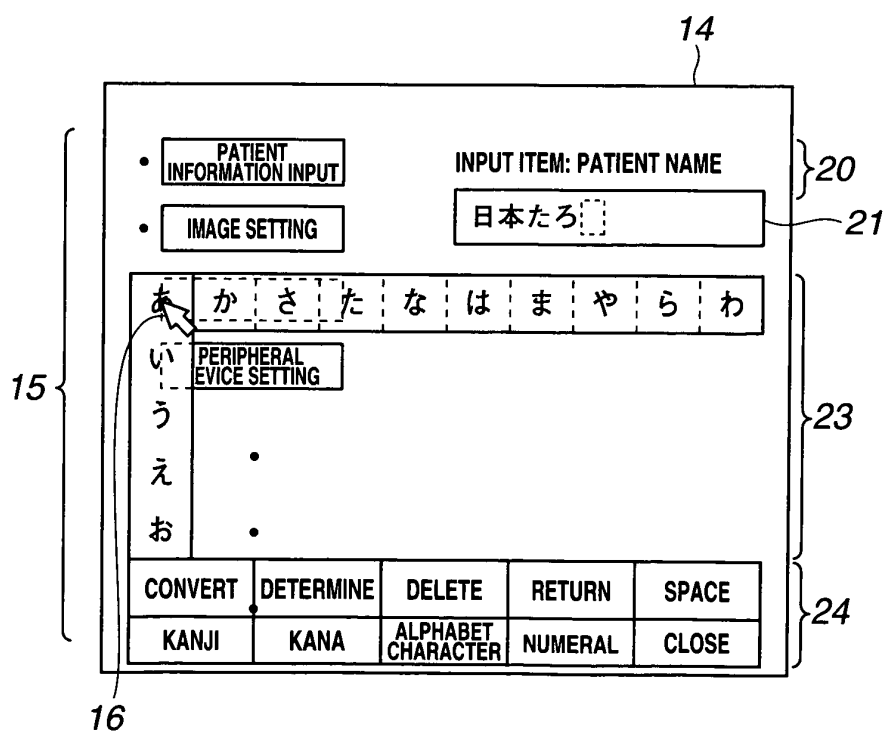 14
PATIENT
INFORMATION INPUT
INPUT ITEM: PATIENT NAME
20
IMAGE SETTING
日本たろ
21
あ か さ た な は ま や ら わ
い
PERIPHERAL
EVICE SETTING
15
23
う
え
お
CONVERT DETERMINE DELETE RETURN SPACE
24
KANJI KANA ALPHABET CHARACTER NUMERAL CLOSE
16